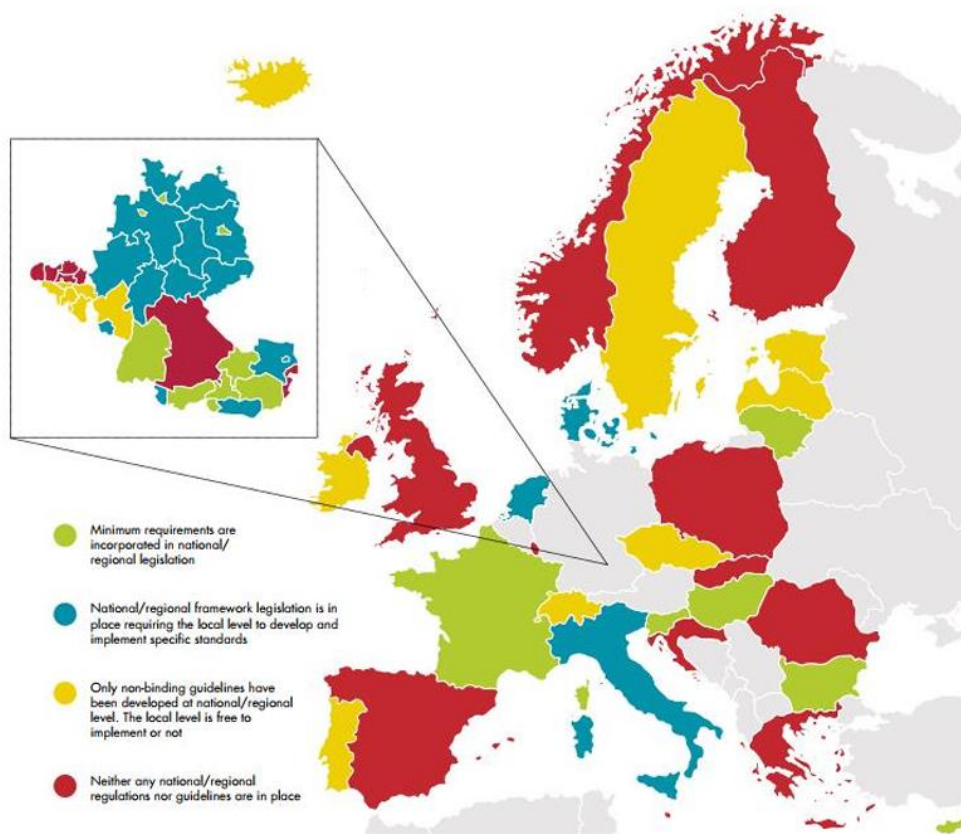 Minimum requirements are
incorporated in national/
regional legislation
National/regional framework legislation is in
place requiring the local level to develop and
implement specific standards
Only non-binding guidelines have
been developed at national/regional
level. The local level is free to
implement or not
Neither any national/regional
regulations nor guidelines are in place